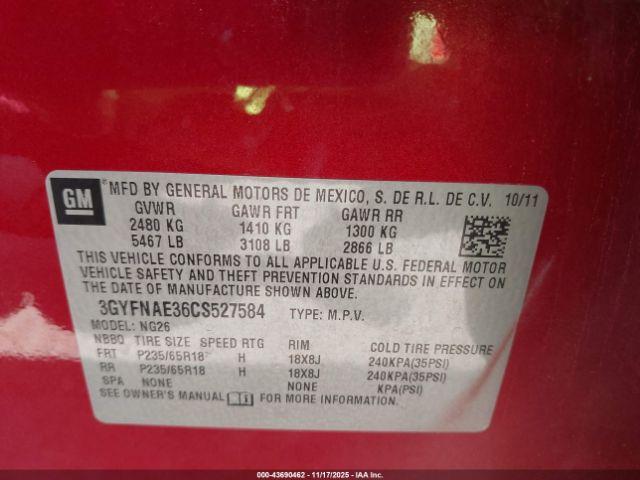 GM
MFD BY GENERAL MOTORS DE MEXICO, S. DE R.L. DE C.V. 10/11
GVWR GAWR FRT GAWR RR
2480 KG 1410 KG 1300 KG
5467 LB 3108 LB 2866 LB
THIS VEHICLE CONFORMS TO ALL APPLICABLE U.S. FEDERAL MOTOR
VEHICLE SAFETY AND THEFT PREVENTION STANDARDS IN EFFECT ON
THE DATE OF MANUFACTURE SHOWN ABOVE.
3GYFNAE36CS527584 TYPE: M.P.V.
MODEL: NG26
NBBQ TIRE SIZE SPEED RTG RIM COLD TIRE PRESSURE
FRT P235/65R18 H 18X8J 240KPA(35PSI)
RR P235/65R18 H 18X8J 240KPA(35PSI)
SPA NONE NONE KPA(PSI)
SEE OWNER'S MANUAL FOR MORE INFORMATION.
000-43690462 - 11/17/2025 - IAA Inc.